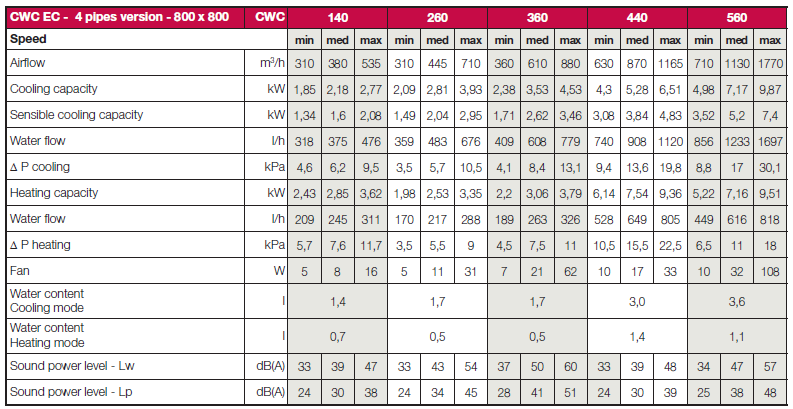 CWC EC - 4 pipes version - 800 x 800 CWC 140 260 360 440 560
Speed min med max min med max min med max min med max min med max
Airflow m³/h 310 380 535 310 445 710 360 610 880 630 870 1165 710 1130 1770
Cooling capacity kW 1,85 2,18 2,77 2,09 2,81 3,93 2,38 3,53 4,53 4,3 5,28 6,51 4,98 7,17 9,87
Sensible cooling capacity kW 1,34 1,6 2,08 1,49 2,04 2,95 1,71 2,62 3,46 3,08 3,84 4,83 3,52 5,2 7,4
Water flow l/h 318 375 476 359 483 676 409 608 779 740 908 1120 856 1233 1697
Δ P cooling kPa 4,6 6,2 9,5 3,5 5,7 10,5 4,1 8,4 13,1 9,4 13,6 19,8 8,8 17 30,1
Heating capacity kW 2,43 2,85 3,62 1,98 2,53 3,35 2,2 3,06 3,79 6,14 7,54 9,36 5,22 7,16 9,51
Water flow l/h 209 245 311 170 217 288 189 263 326 528 649 805 449 616 818
Δ P heating kPa 5,7 7,6 11,7 3,5 5,5 9 4,5 7,5 11 10,5 15,5 22,5 6,5 11 18
Fan W 5 8 16 5 11 31 7 21 62 10 17 33 10 32 108
Water content
Cooling mode l 1,4 1,7 1,7 3,0 3,6
Water content
Heating mode l 0,7 0,5 0,5 1,4 1,1
Sound power level - Lw dB(A) 33 39 47 33 43 54 37 50 60 33 39 48 34 47 57
Sound power level - Lp dB(A) 24 30 38 24 34 45 28 41 51 24 30 39 25 38 48